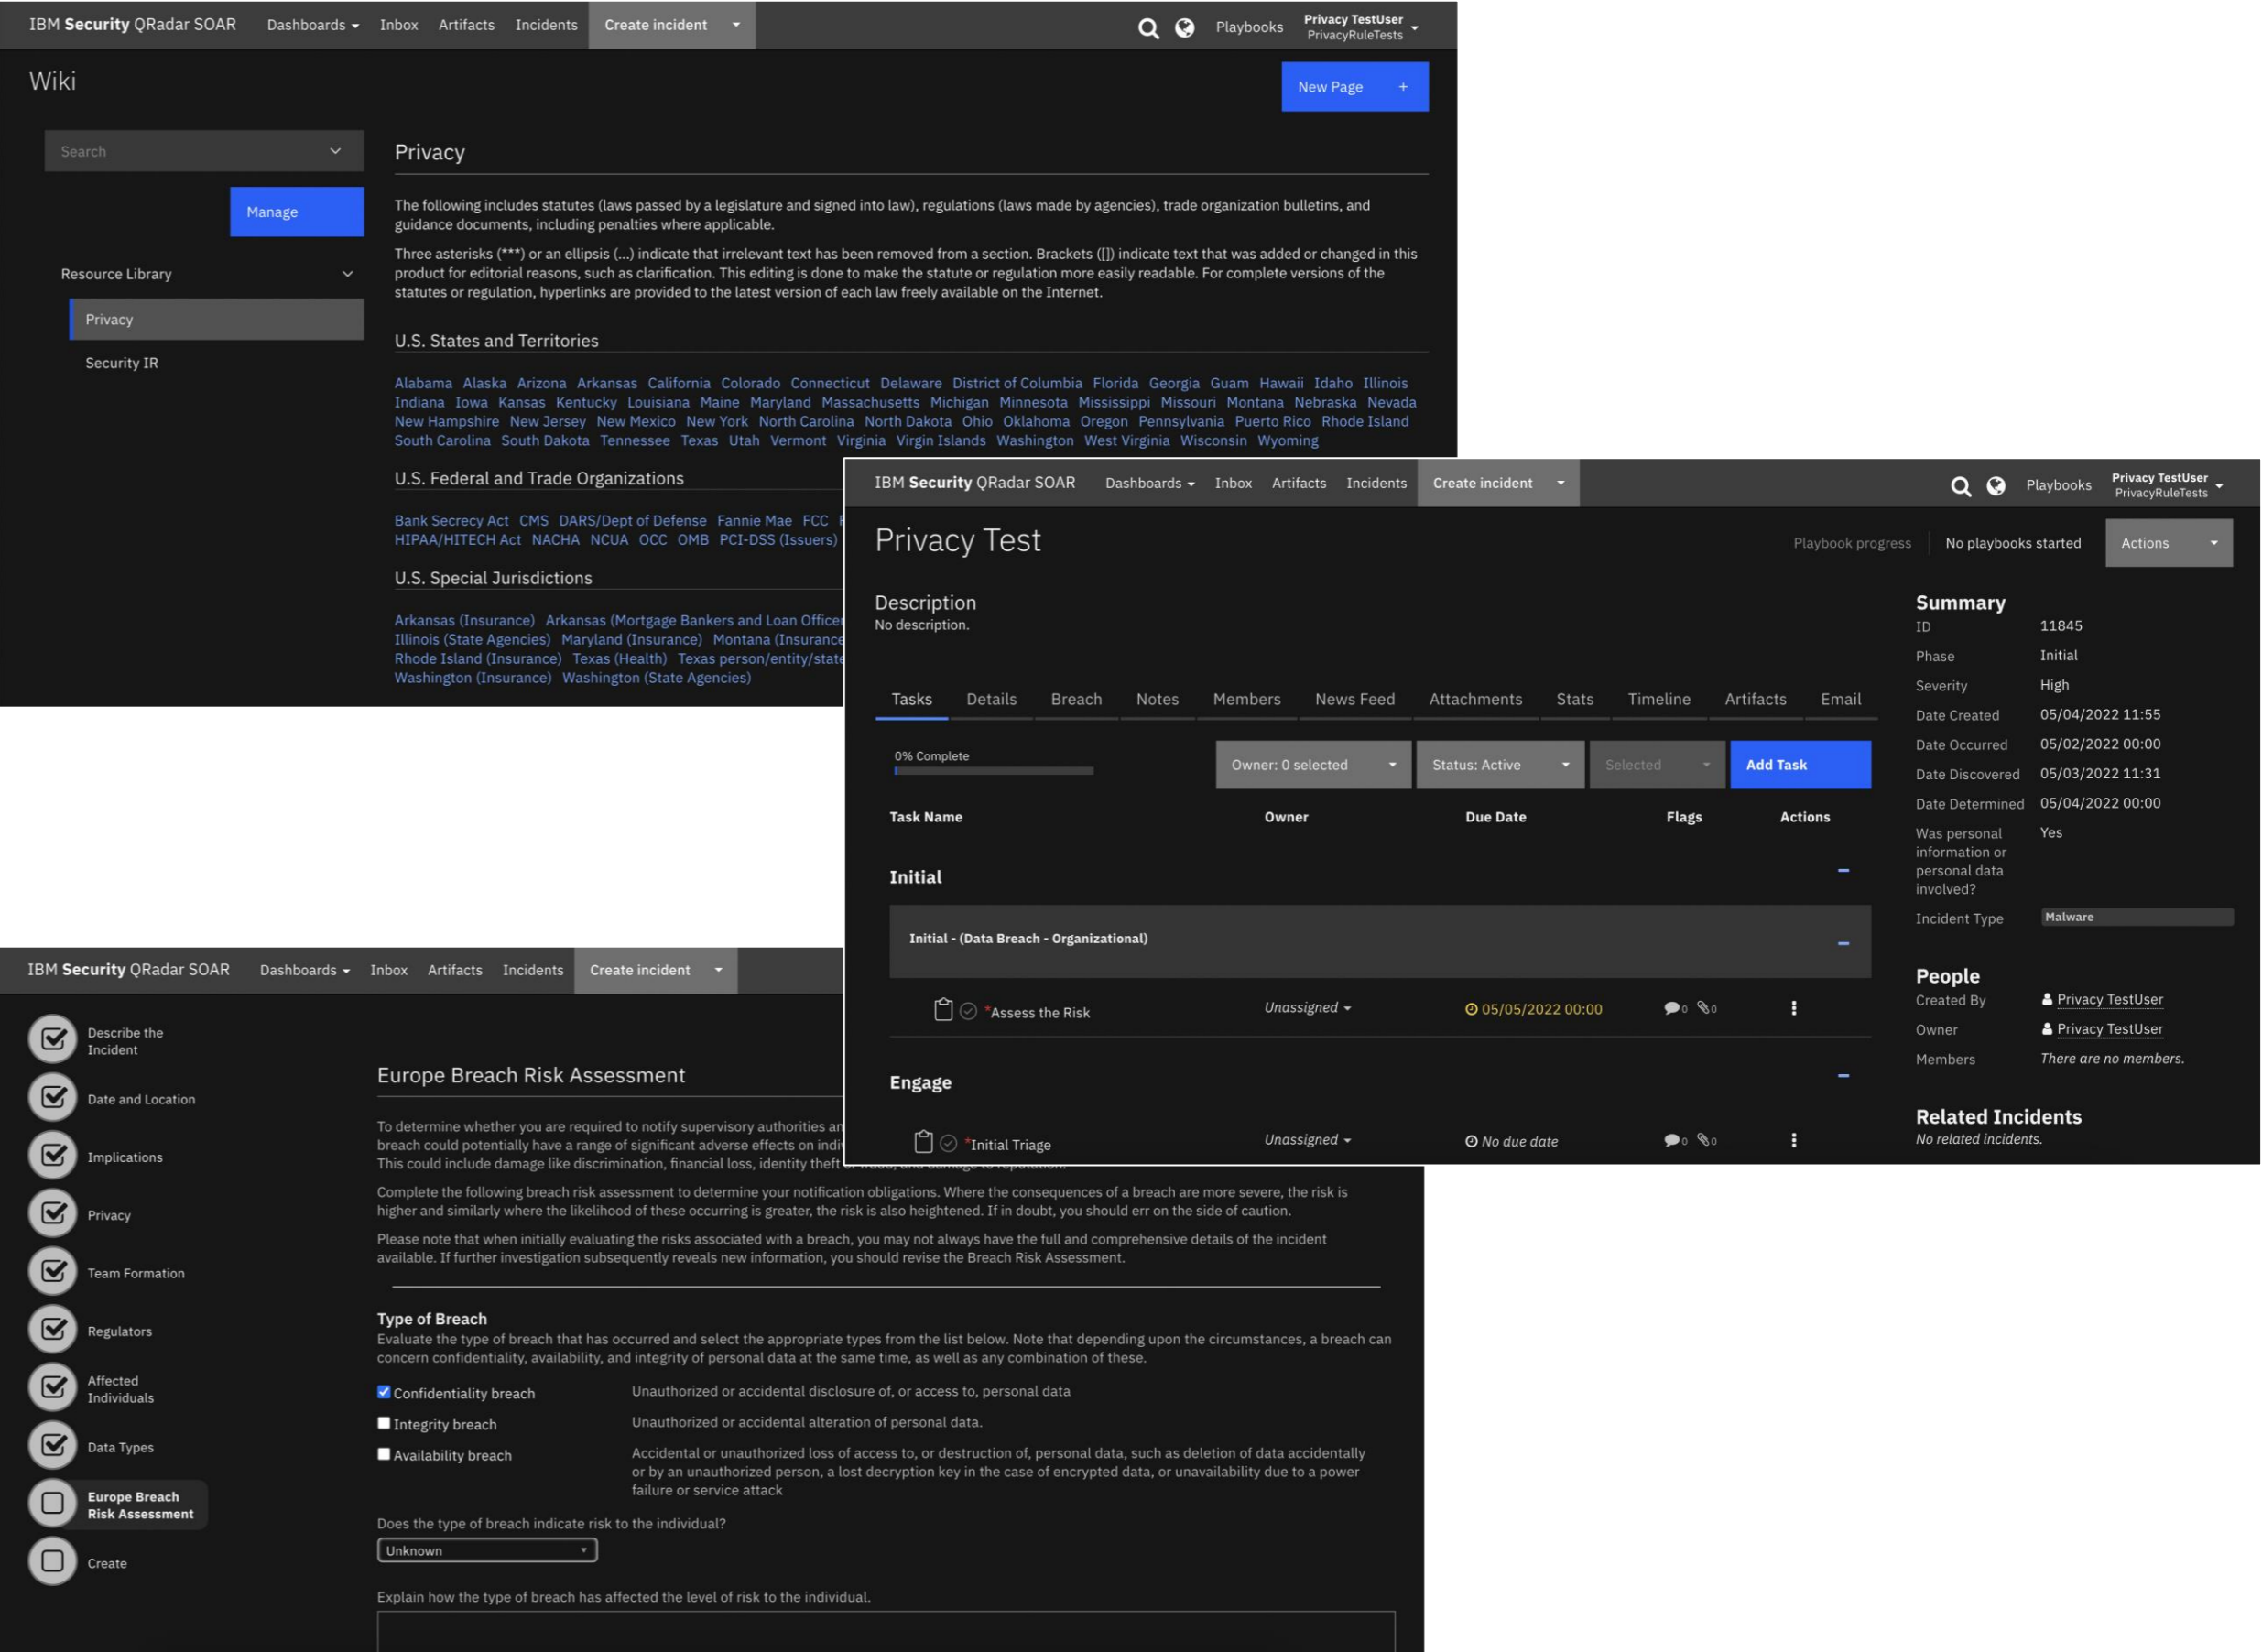 IBM Security QRadar SOAR Dashboards Inbox Artifacts Incidents Create incident Playbooks Privacy TestUser
PrivacyRuleTests
Wiki
New Page +
Search
Manage
Resource Library
Privacy
Security IR
Privacy
The following includes statutes (laws passed by a legislature and signed into law), regulations (laws made by agencies), trade organization bulletins, and
guidance documents, including penalties where applicable.
Three asterisks (***) or an ellipsis (...) indicate that irrelevant text has been removed from a section. Brackets ([]) indicate text that was added or changed in this
product for editorial reasons, such as clarification. This editing is done to make the statute or regulation more easily readable. For complete versions of the
statutes or regulation, hyperlinks are provided to the latest version of each law freely available on the Internet.
U.S. States and Territories
Alabama Alaska Arizona Arkansas California Colorado Connecticut Delaware District of Columbia Florida Georgia Guam Hawaii Idaho Illinois
Indiana Iowa Kansas Kentucky Louisiana Maine Maryland Massachusetts Michigan Minnesota Mississippi Missouri Montana Nebraska Nevada
New Hampshire New Jersey New Mexico New York North Carolina North Dakota Ohio Oklahoma Oregon Pennsylvania Puerto Rico Rhode Island
South Carolina South Dakota Tennessee Texas Utah Vermont Virginia Virgin Islands Washington West Virginia Wisconsin Wyoming
U.S. Federal and Trade Organizations
Bank Secrecy Act CMS DARS/Dept of Defense Fannie Mae FCC
HIPAA/HITECH Act NACHA NCUA OCC OMB PCI-DSS (Issuers)
U.S. Special Jurisdictions
Arkansas (Insurance) Arkansas (Mortgage Bankers and Loan Officer
Illinois (State Agencies) Maryland (Insurance) Montana (Insurance
Rhode Island (Insurance) Texas (Health) Texas person/entity/state
Washington (Insurance) Washington (State Agencies)
IBM Security QRadar SOAR Dashboards Inbox Artifacts Incidents Create incident Playbooks Privacy TestUser
PrivacyRuleTests
Privacy Test
Playbook progress No playbooks started Actions
Description
No description.
Tasks Details Breach Notes Members News Feed Attachments Stats Timeline Artifacts Email
0% Complete
Owner: 0 selected Status: Active Selected Add Task
Task Name Owner Due Date Flags Actions
Initial
Initial - (Data Breach - Organizational)
*Assess the Risk Unassigned 05/05/2022 00:00 0 0
Engage
*Initial Triage Unassigned No due date 0 0
Summary
ID 11845
Phase Initial
Severity High
Date Created 05/04/2022 11:55
Date Occurred 05/02/2022 00:00
Date Discovered 05/03/2022 11:31
Date Determined 05/04/2022 00:00
Was personal Yes
information or
personal data
involved?
Incident Type Malware
People
Created By Privacy TestUser
Owner Privacy TestUser
Members There are no members.
Related Incidents
No related incidents.
IBM Security QRadar SOAR Dashboards Inbox Artifacts Incidents Create incident
Describe the
Incident
Date and Location
Implications
Privacy
Team Formation
Regulators
Affected
Individuals
Data Types
Europe Breach
Risk Assessment
Create
Europe Breach Risk Assessment
To determine whether you are required to notify supervisory authorities an
breach could potentially have a range of significant adverse effects on indiv
This could include damage like discrimination, financial loss, identity theft or fraud, and damage to reputation.
Complete the following breach risk assessment to determine your notification obligations. Where the consequences of a breach are more severe, the risk is
higher and similarly where the likelihood of these occurring is greater, the risk is also heightened. If in doubt, you should err on the side of caution.
Please note that when initially evaluating the risks associated with a breach, you may not always have the full and comprehensive details of the incident
available. If further investigation subsequently reveals new information, you should revise the Breach Risk Assessment.
Type of Breach
Evaluate the type of breach that has occurred and select the appropriate types from the list below. Note that depending upon the circumstances, a breach can
concern confidentiality, availability, and integrity of personal data at the same time, as well as any combination of these.
Confidentiality breach Unauthorized or accidental disclosure of, or access to, personal data
Integrity breach Unauthorized or accidental alteration of personal data.
Availability breach Accidental or unauthorized loss of access to, or destruction of, personal data, such as deletion of data accidentally
or by an unauthorized person, a lost decryption key in the case of encrypted data, or unavailability due to a power
failure or service attack
Does the type of breach indicate risk to the individual?
Unknown
Explain how the type of breach has affected the level of risk to the individual.